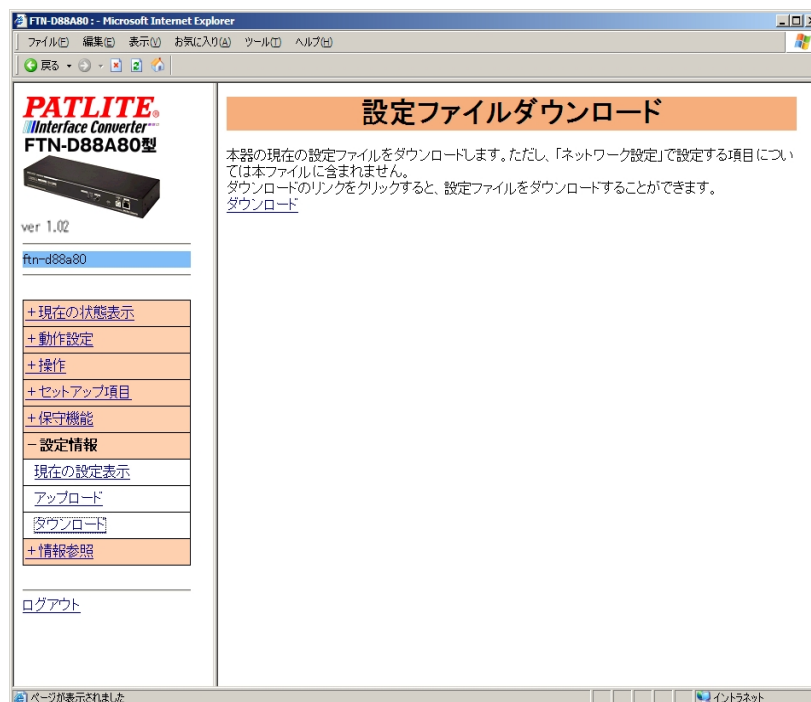 FTN-D88A80 : - Microsoft Internet Explorer
ファイル(F) 編集(E) 表示(V) お気に入り(A) ツール(T) ヘルプ(H)
戻る
PATLITE®
Interface Converter
FTN-D88A80型
ver 1.02
ftn-d88a80
+現在の状態表示
+動作設定
+操作
+セットアップ項目
+保守機能
-設定情報
現在の設定表示
アップロード
ダウンロード
+情報参照
ログアウト
設定ファイルダウンロード
本器の現在の設定ファイルをダウンロードします。ただし、「ネットワーク設定」で設定する項目につい
ては本ファイルに含まれません。
ダウンロードのリンクをクリックすると、設定ファイルをダウンロードすることができます。
ダウンロード
ページが表示されました
イントラネット